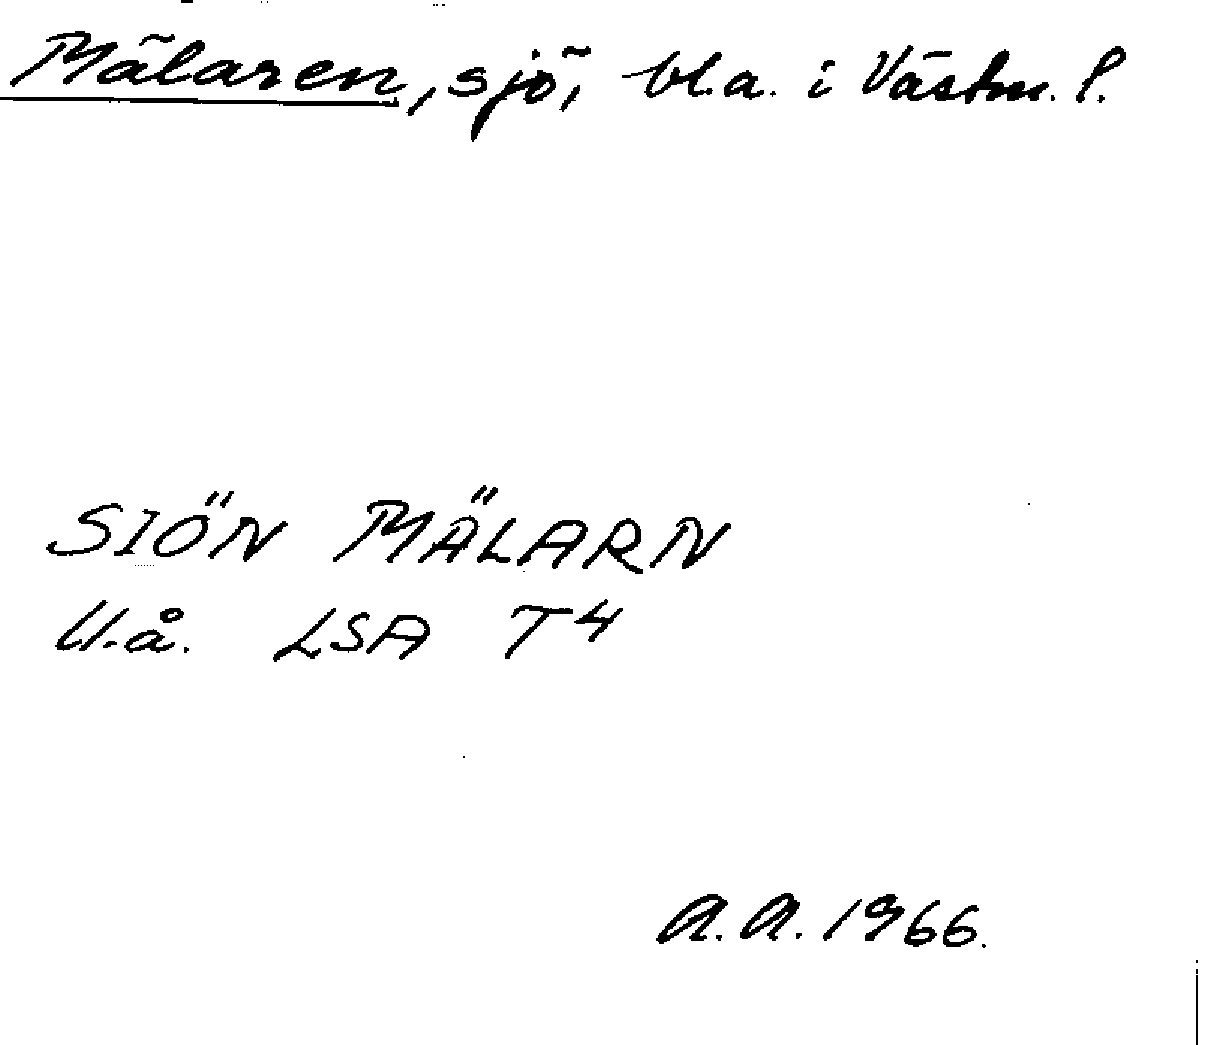 Mälaren, sjö, bl.a. i Västm. l.
SIÖN MÄLARN
U.å. LSA T4
A.A. 1966.